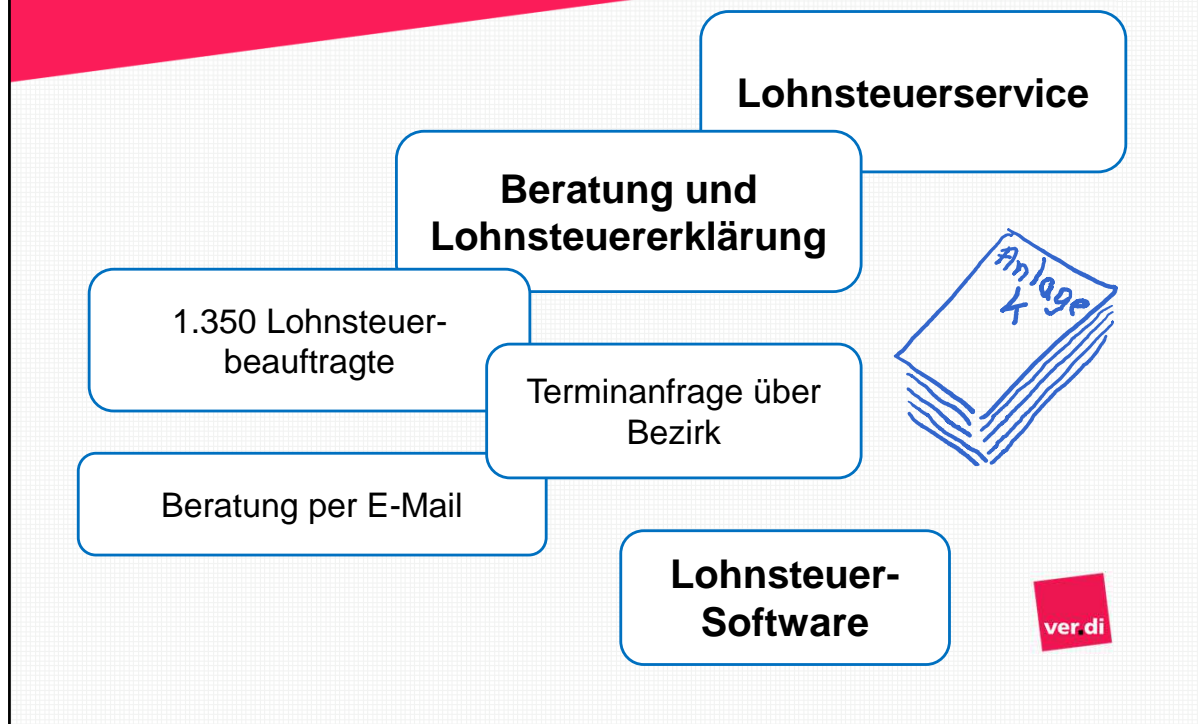 Lohnsteuerservice
Beratung und
Lohnsteuererklärung
1.350 Lohnsteuer-
beauftragte
Terminanfrage über
Bezirk
Beratung per E-Mail
Anlage
K
Lohnsteuer-
Software
ver.di